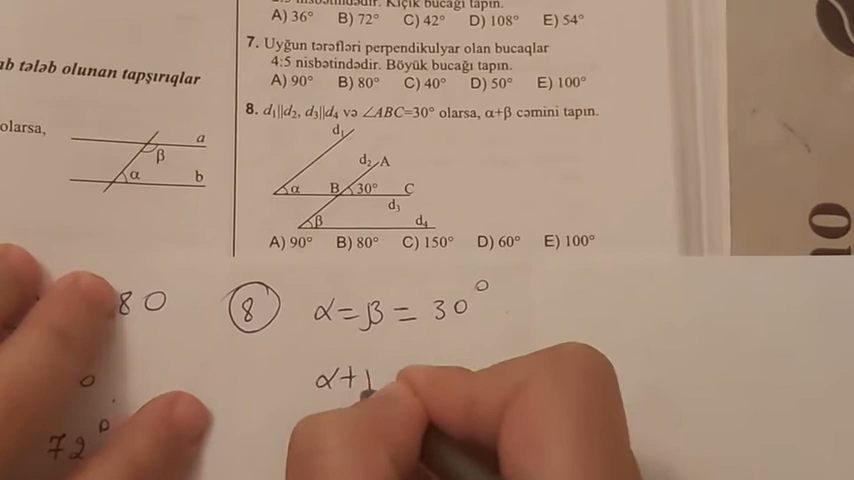 nisbətindədir. Kiçik bucağı tapın.
A) 36° B) 72° C) 42° D) 108° E) 54°
7. Uyğun tərəfləri perpendikulyar olan bucaqlar
4:5 nisbətindədir. Böyük bucağı tapın.
A) 90° B) 80° C) 40° D) 50° E) 100°
8. d₁||d₂, d₃||d₄ və ∠ABC=30° olarsa, α+β cəmini tapın.
d₁
d₂ A
α B 30° C
d₃
β d₄
A) 90° B) 80° C) 150° D) 60° E) 100°
tələb olunan tapşırıqlar
olarsa,
a
β
α b
80
72°
8 α=β=30°
α+